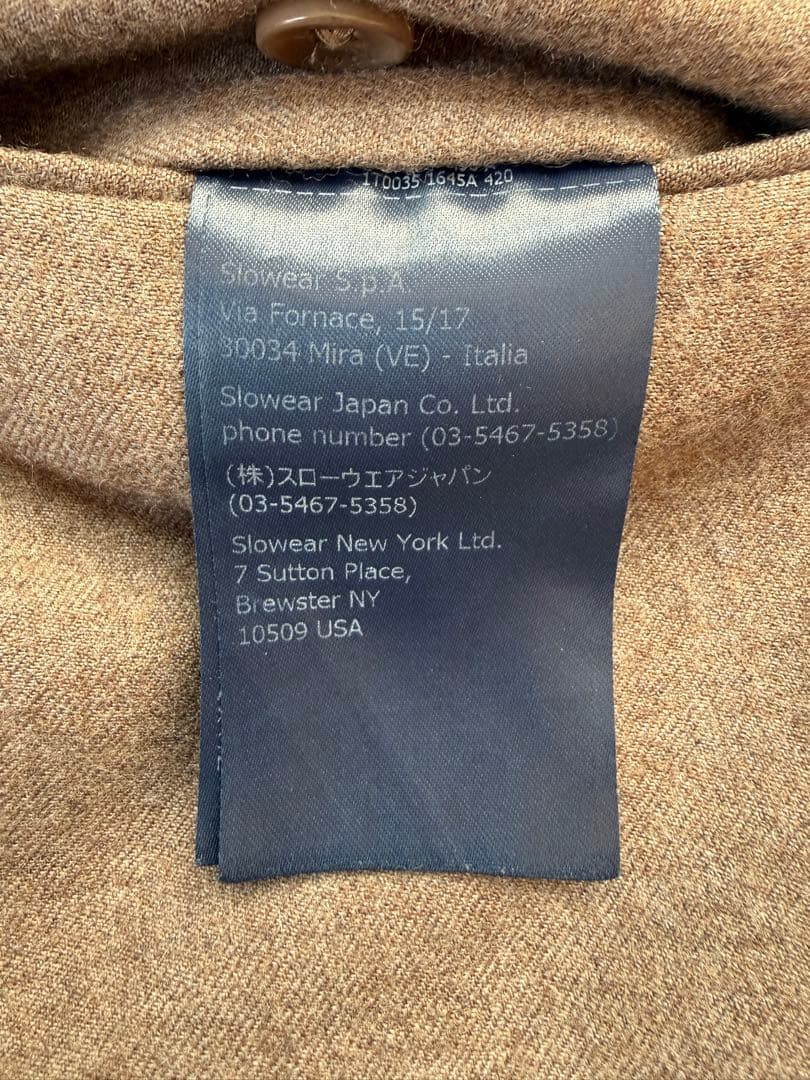 1T0035 1645A 420
Slowear S.p.A.
Via Fornace, 15/17
30034 Mira (VE) - Italia
Slowear Japan Co. Ltd.
phone number (03-5467-5358)
(株)スローウエアジャパン
(03-5467-5358)
Slowear New York Ltd.
7 Sutton Place,
Brewster NY
10509 USA